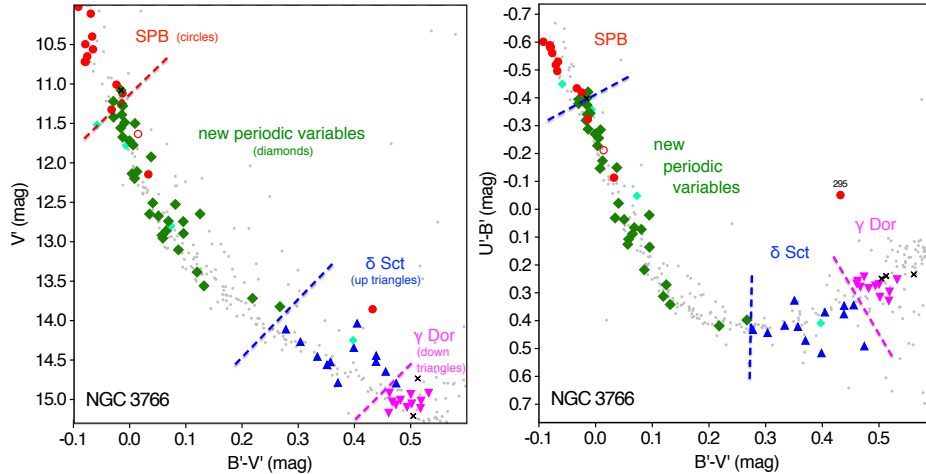 SPB (circles)
new periodic variables
(diamonds)
δ Sct
(up triangles)
γ Dor
(down
triangles)
NGC 3766
10.5
11.0
11.5
12.0
12.5
13.0
13.5
14.0
14.5
15.0
V' (mag)
-0.1
0.0
0.1
0.2
0.3
0.4
0.5
B'-V' (mag)
SPB
new
periodic
variables
295
γ Dor
δ Sct
NGC 3766
-0.7
-0.6
-0.5
-0.4
-0.3
-0.2
-0.1
0.0
0.1
0.2
0.3
0.4
0.5
0.6
0.7
U'-B' (mag)
-0.1
0.0
0.1
0.2
0.3
0.4
0.5
B'-V' (mag)